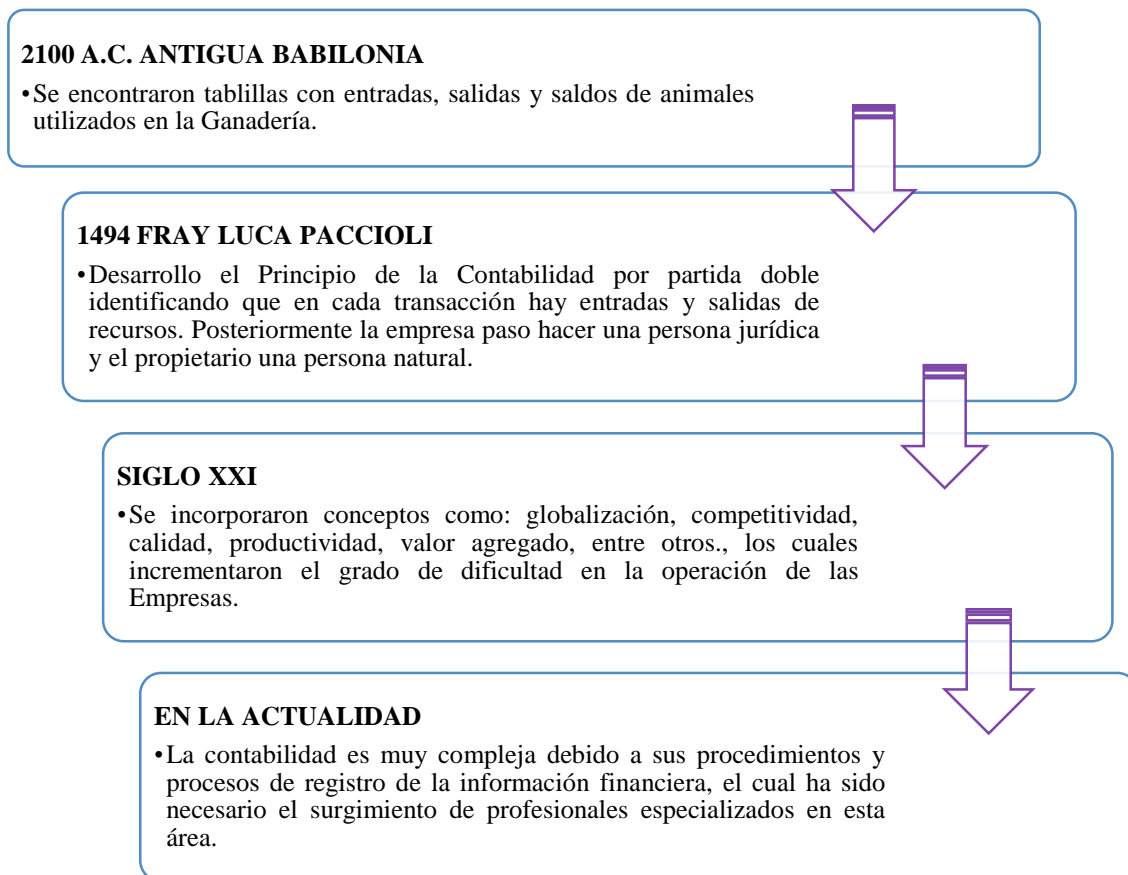 2100 A.C. ANTIGUA BABILONIA
•Se encontraron tablillas con entradas, salidas y saldos de animales
utilizados en la Ganadería.
1494 FRAY LUCA PACCIOLI
•Desarrollo el Principio de la Contabilidad por partida doble
identificando que en cada transacción hay entradas y salidas de
recursos. Posteriormente la empresa paso hacer una persona jurídica
y el propietario una persona natural.
SIGLO XXI
•Se incorporaron conceptos como: globalización, competitividad,
calidad, productividad, valor agregado, entre otros., los cuales
incrementaron el grado de dificultad en la operación de las
Empresas.
EN LA ACTUALIDAD
•La contabilidad es muy compleja debido a sus procedimientos y
procesos de registro de la información financiera, el cual ha sido
necesario el surgimiento de profesionales especializados en esta
área.